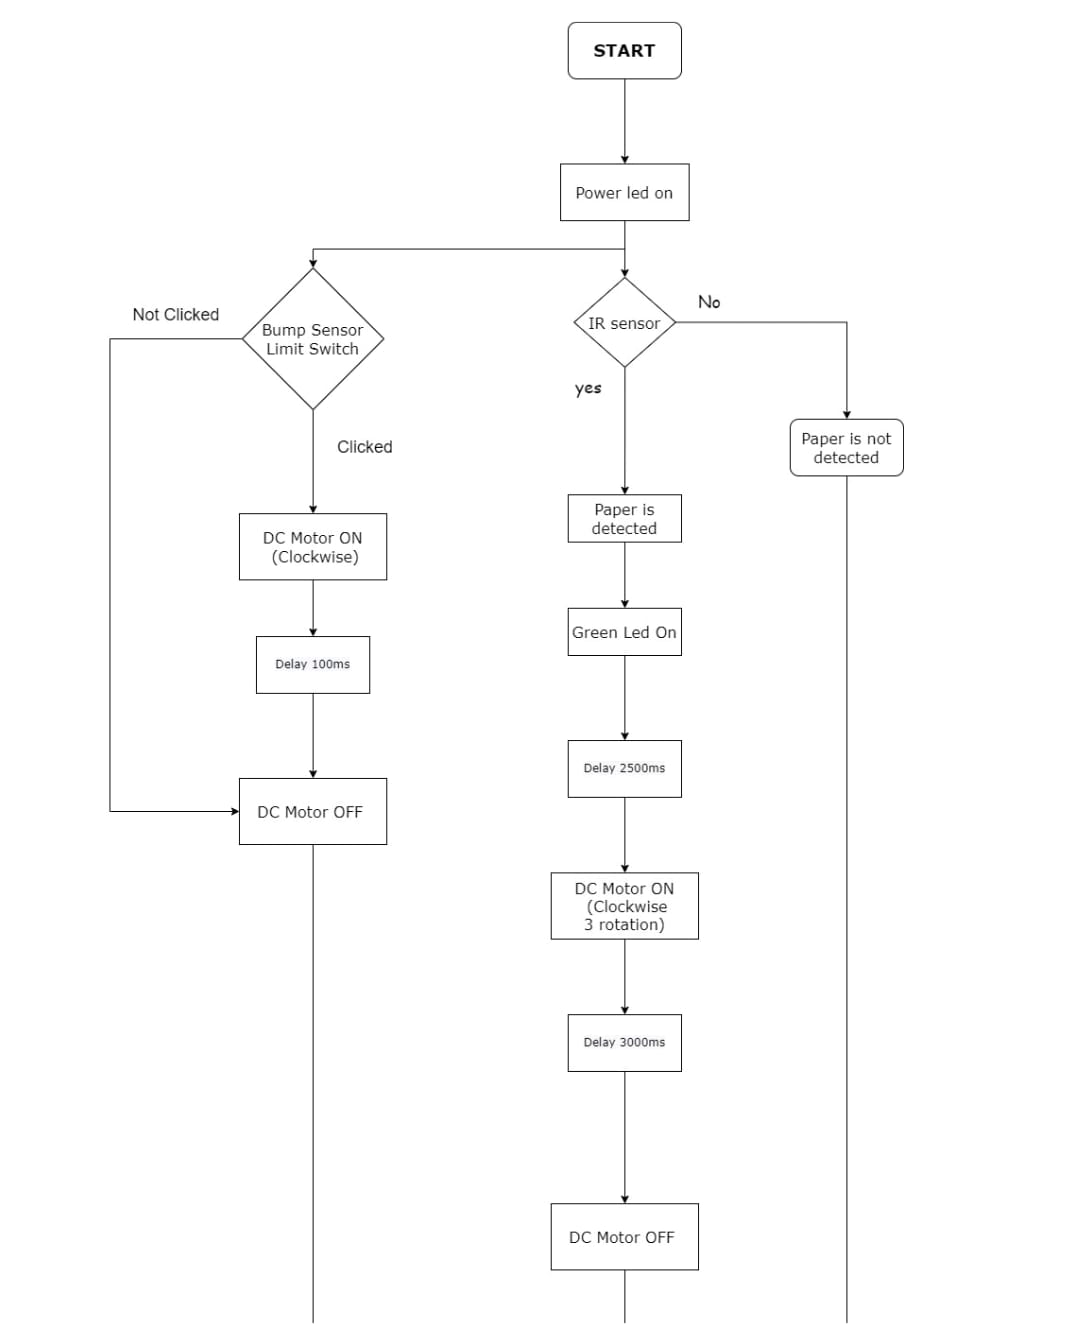 START
Power led on
No
Not Clicked
Bump Sensor
Limit Switch
IR sensor
yes
Clicked
Paper is not
detected
Paper is
detected
DC Motor ON
(Clockwise)
Green Led On
Delay 100ms
Delay 2500ms
DC Motor OFF
DC Motor ON
(Clockwise
3 rotation)
Delay 3000ms
DC Motor OFF